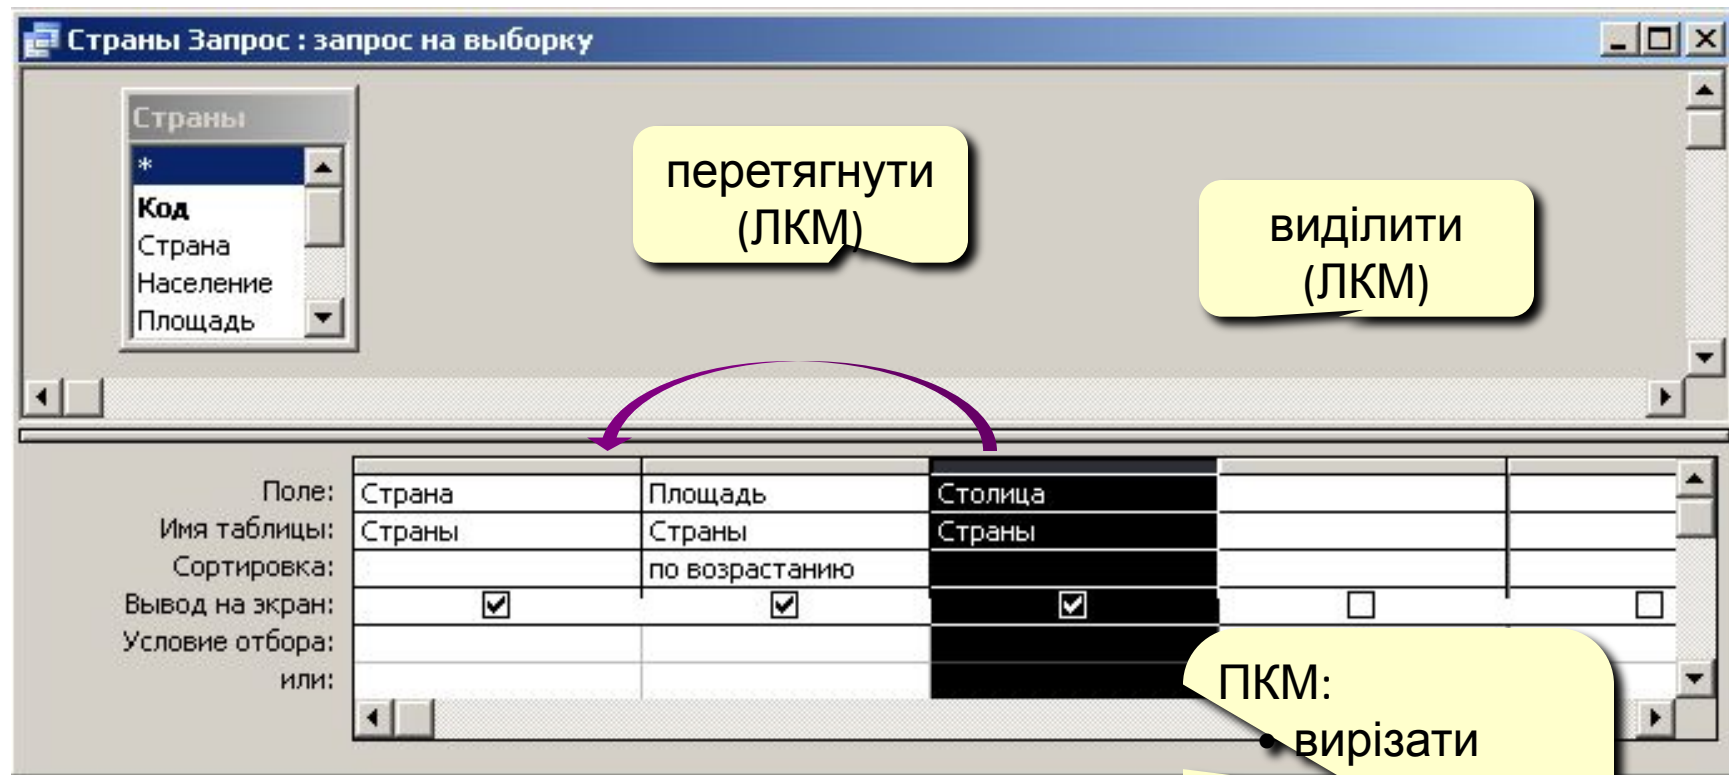 Страны Запрос : запрос на выборку
Страны
*
Код
Страна
Население
Площадь
перетягнути
(ЛКМ)
виділити
(ЛКМ)
Поле: Страна Площадь Столица
Имя таблицы: Страны Страны Страны
Сортировка: по возрастанию
Вывод на экран:
Условие отбора:
или:
ПКМ:
• вирізати